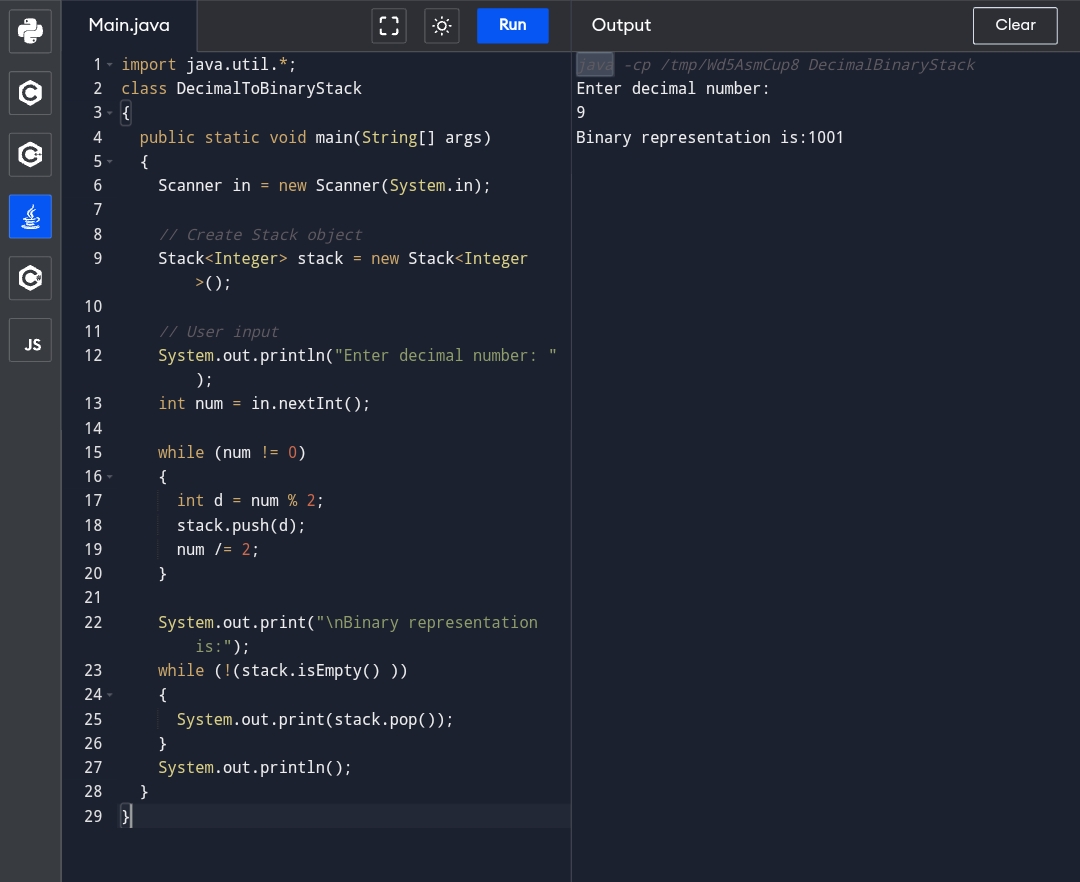 Main.java
Run
Output
Clear
1 import java.util.*;
2 class DecimalToBinaryStack
3 {
4 public static void main(String[] args)
5 {
6 Scanner in = new Scanner(System.in);
7
8 // Create Stack object
9 Stack<Integer> stack = new Stack<Integer
>();
10
11 // User input
12 System.out.println("Enter decimal number: "
);
13 int num = in.nextInt();
14
15 while (num != 0)
16 {
17 int d = num % 2;
18 stack.push(d);
19 num /= 2;
20 }
21
22 System.out.print("\nBinary representation
is:");
23 while (!(stack.isEmpty() ))
24 {
25 System.out.print(stack.pop());
26 }
27 System.out.println();
28 }
29 }
java -cp /tmp/Wd5AsmCup8 DecimalBinaryStack
Enter decimal number:
9
Binary representation is:1001
C
C++
C#
JS